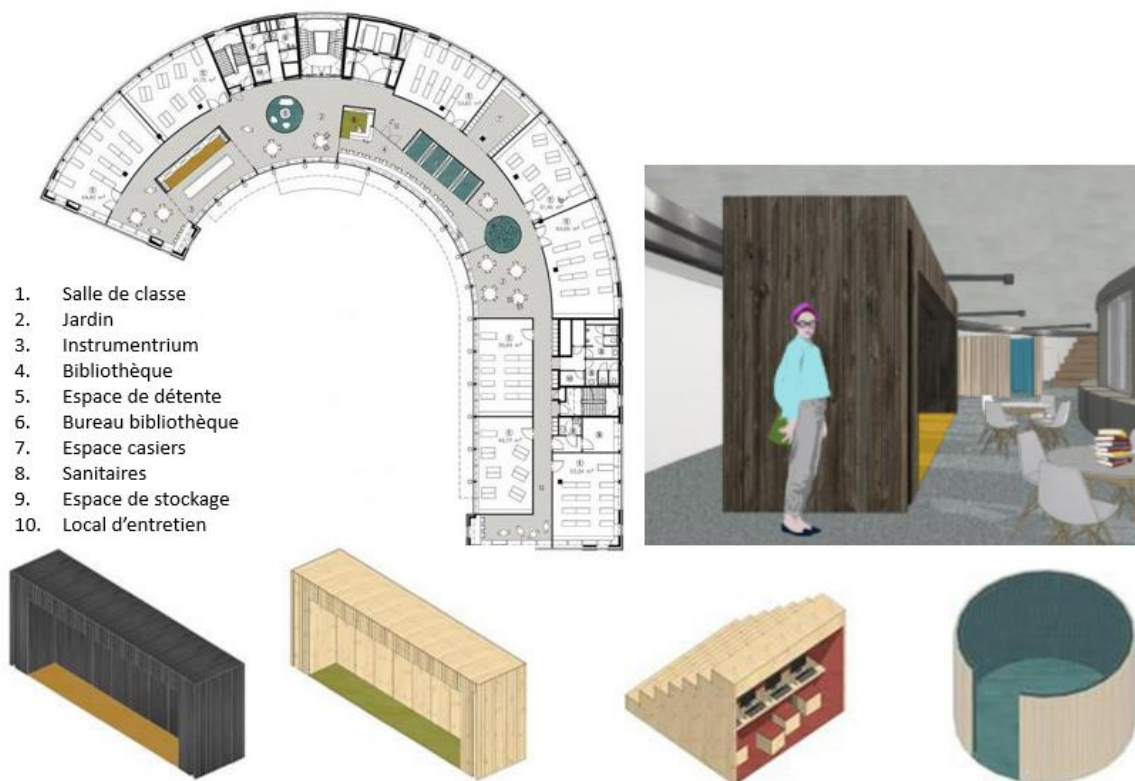 1. Salle de classe
2. Jardin
3. Instrumentrium
4. Bibliothèque
5. Espace de détente
6. Bureau bibliothèque
7. Espace casiers
8. Sanitaires
9. Espace de stockage
10. Local d'entretien